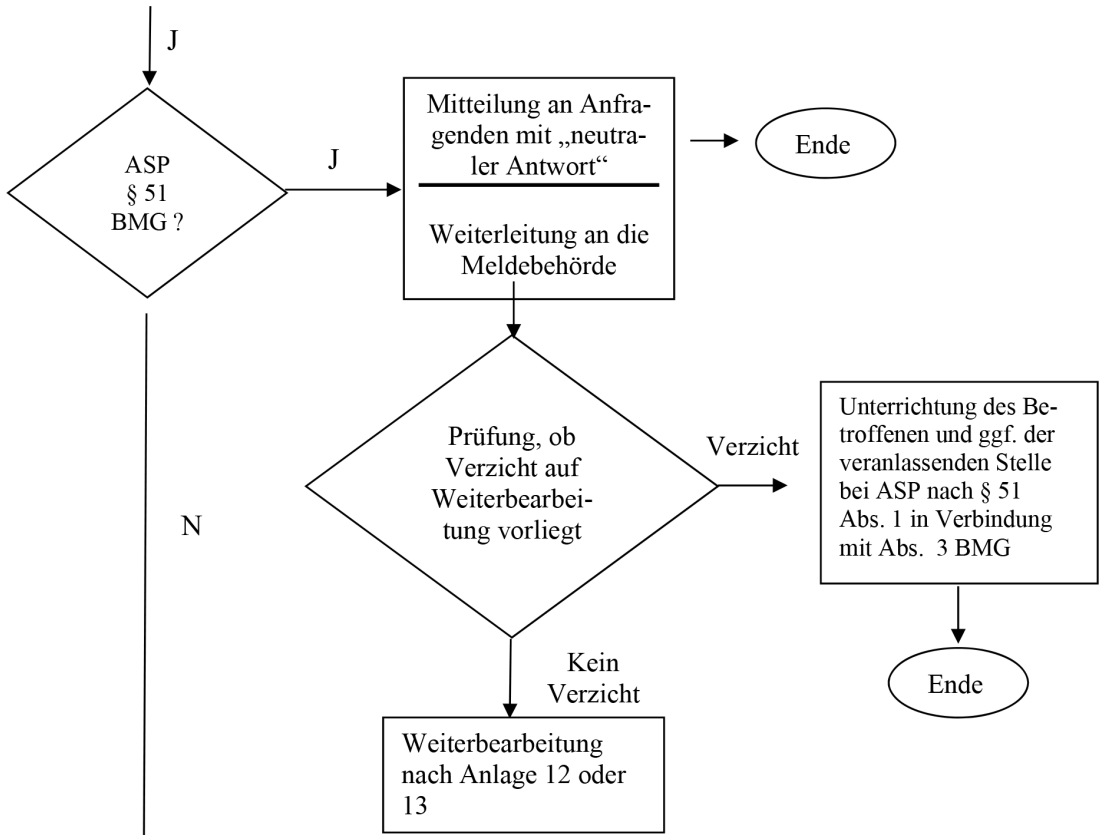 J
ASP
§ 51
BMG ?
J
Mitteilung an Anfra-
genden mit „neutra-
ler Antwort“
Weiterleitung an die
Meldebehörde
Ende
N
Prüfung, ob
Verzicht auf
Weiterbearbei-
tung vorliegt
Verzicht
Unterrichtung des Be-
troffenen und ggf. der
veranlassenden Stelle
bei ASP nach § 51
Abs. 1 in Verbindung
mit Abs. 3 BMG
Ende
Kein
Verzicht
Weiterbearbeitung
nach Anlage 12 oder
13